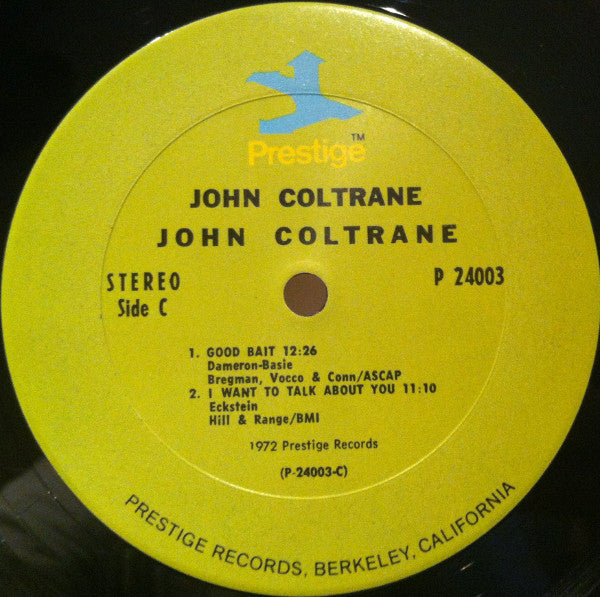 Prestige™
JOHN COLTRANE
JOHN COLTRANE
STEREO
Side C
P 24003
1. GOOD BAIT 12:26
Dameron-Basie
Bregman, Vocco & Conn/ASCAP
2. I WANT TO TALK ABOUT YOU 11:10
Eckstein
Hill & Range/BMI
1972 Prestige Records
(P-24003-C)
PRESTIGE RECORDS, BERKELEY, CALIFORNIA